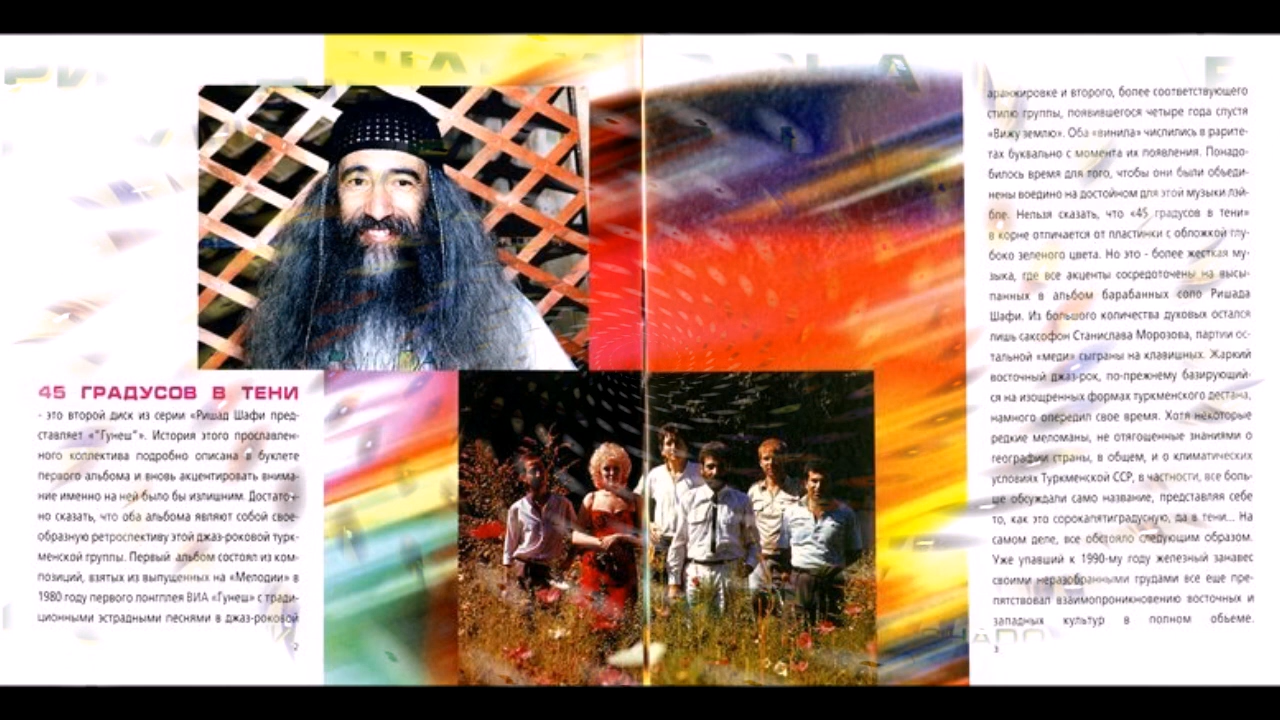 45 ГРАДУСОВ В ТЕНИ
- это второй диск из серии «Ришад Шафи пред-
ставляет «"Гунеш"». История этого прославлен-
ного коллектива подробно описана в буклете
первого альбома и вновь акцентировать внима-
ние именно на ней было бы излишним. Достаточ-
но сказать, что оба альбома являют собой свое-
образную ретроспективу этой джаз-роковой турк-
менской группы. Первый альбом состоял из ком-
позиций, взятых из выпущенных на «Мелодии» в
1980 году первого лонгплея ВИА «Гунеш» с тради-
ционными эстрадными песнями в джаз-роковой
2
аранжировке и второго, более соответствующего
стилю группы, появившегося четыре года спустя
«Вижу землю». Оба «винила» числились в рарите-
тах буквально с момента их появления. Понадо-
билось время для того, чтобы они были объеди-
нены воедино на достойном для этой музыки лэй-
бле. Нельзя сказать, что «45 градусов в тени»
в корне отличается от пластинки с обложкой глу-
боко зеленого цвета. Но это - более жесткая му-
зыка, где все акценты сосредоточены на высы-
панных в альбом барабанных соло Ришада
Шафи. Из большого количества духовых остался
лишь саксофон Станислава Морозова, партии ос-
тальной «меди» сыграны на клавишных. Жаркий
восточный джаз-рок, по-прежнему базирующий-
ся на изощренных формах туркменского дестана,
намного опередил свое время. Хотя некоторые
редкие меломаны, не отягощенные знаниями о
географии страны, в общем, и о климатических
условиях Туркменской ССР, в частности, все боль-
ше обсуждали само название, представляя себе
то, как это сорокапятиградусную, да в тени... На
самом деле, все обстояло следующим образом.
Уже упавший к 1990-му году железный занавес
своими неразобранными грудами все еще пре-
пятствовал взаимопроникновению восточных и
западных культур в полном обьеме.
3